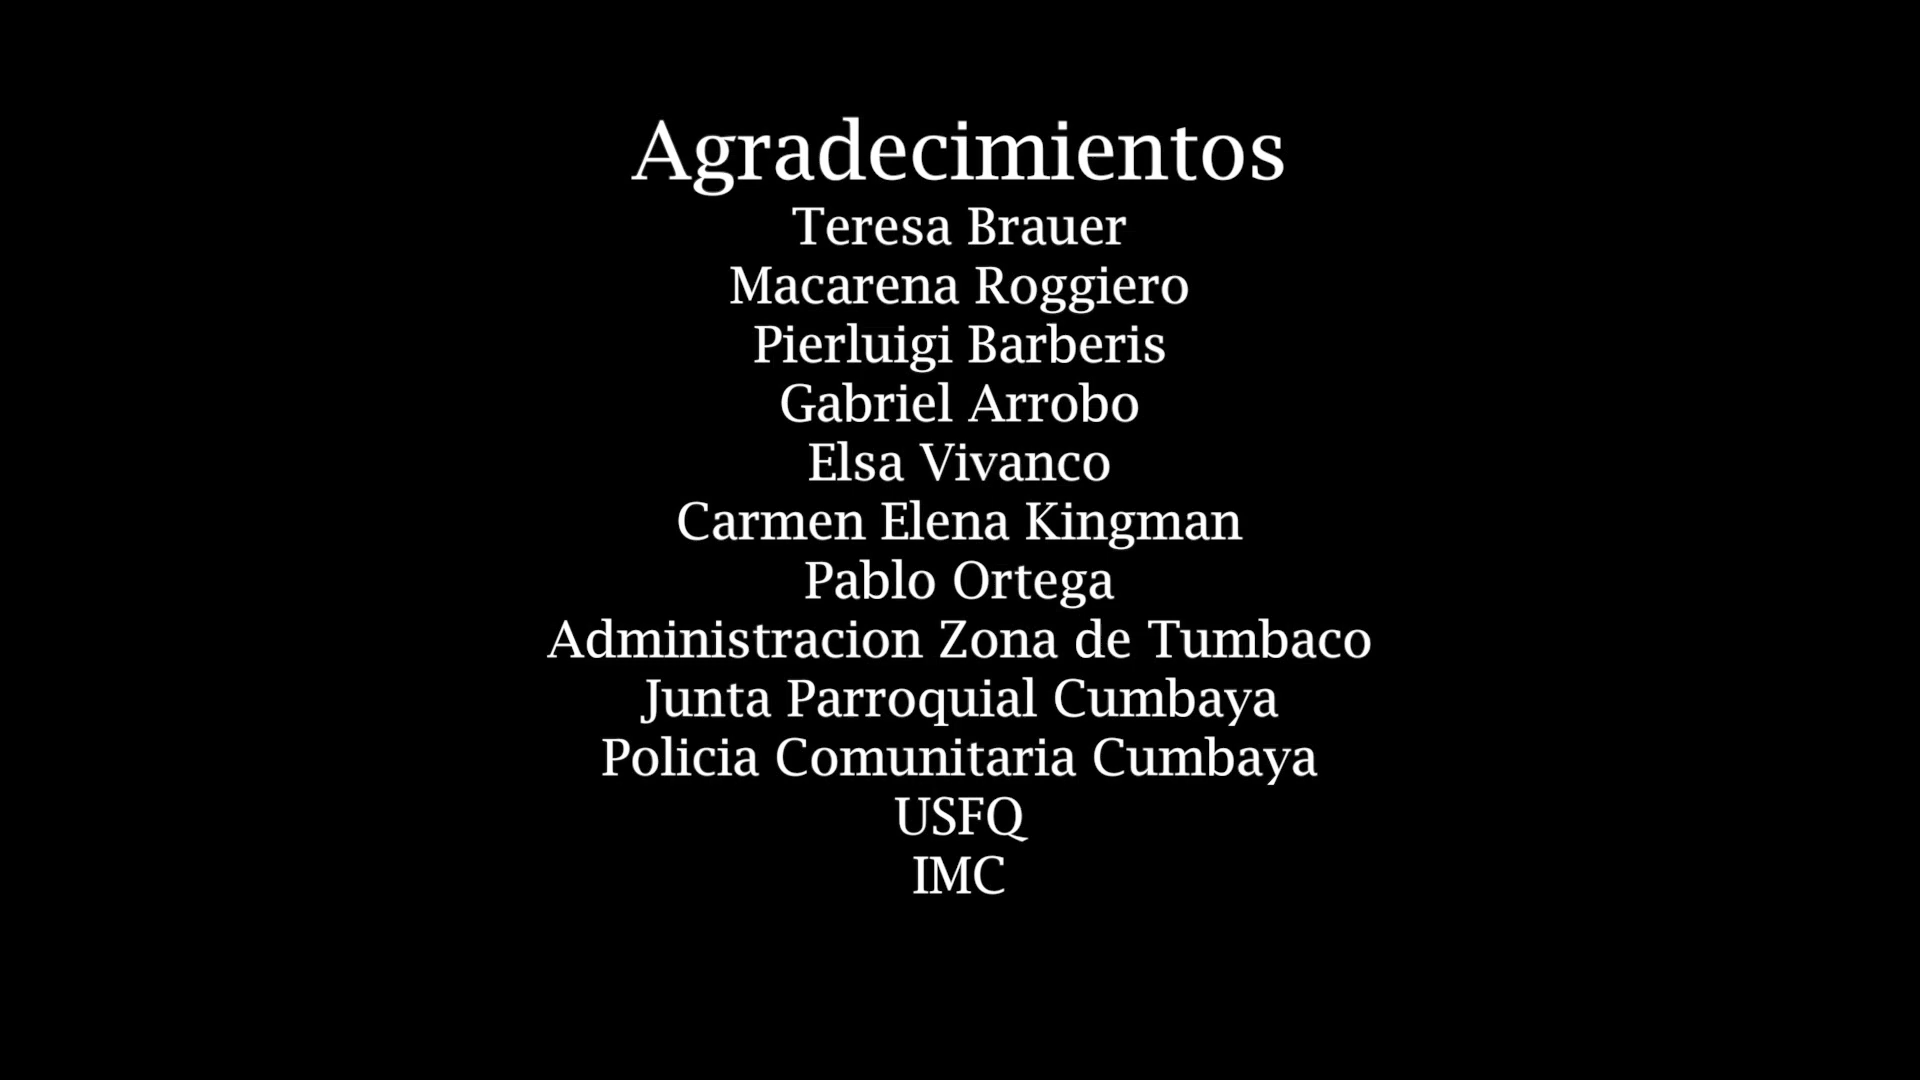 Agradecimientos
Teresa Brauer
Macarena Roggiero
Pierluigi Barberis
Gabriel Arrobo
Elsa Vivanco
Carmen Elena Kingman
Pablo Ortega
Administracion Zona de Tumbaco
Junta Parroquial Cumbaya
Policia Comunitaria Cumbaya
USFQ
IMC